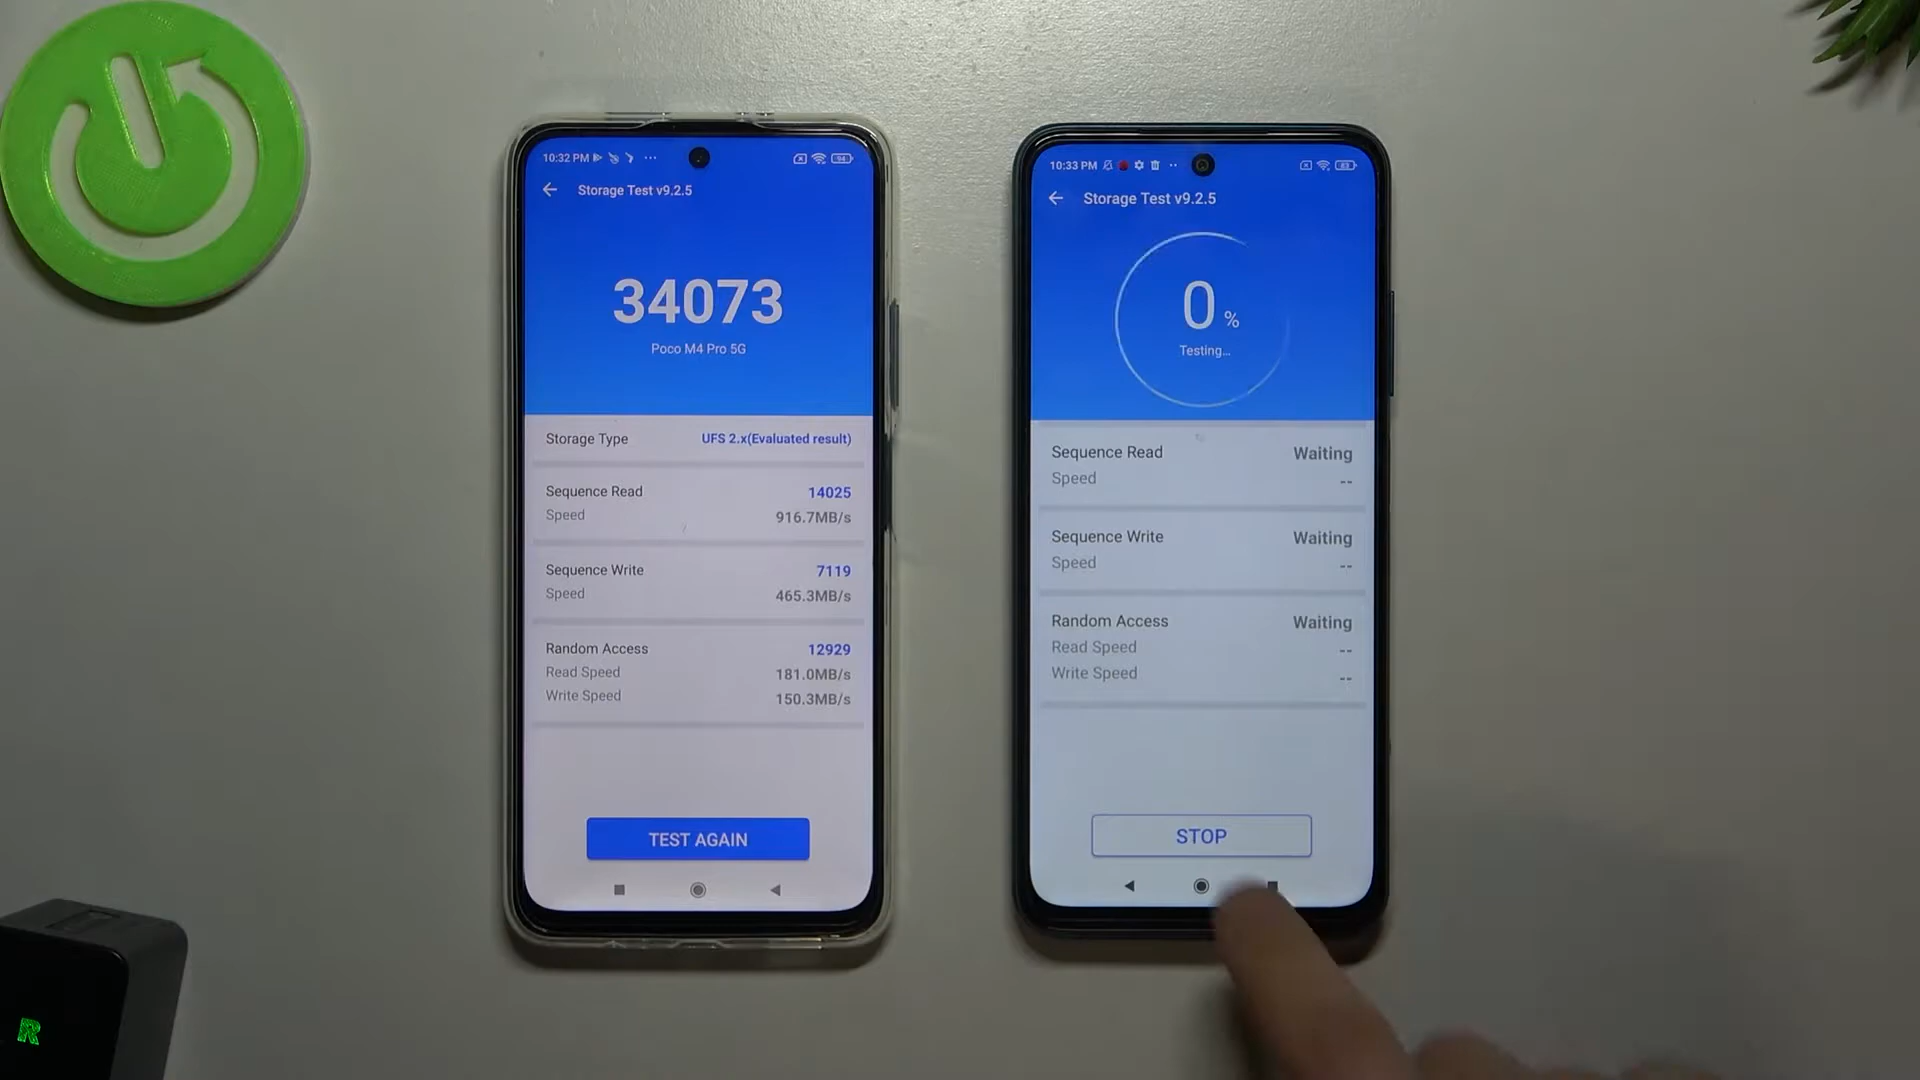 10:32 PM
94
Storage Test v9.2.5
34073
Poco M4 Pro 5G
Storage Type UFS 2.x(Evaluated result)
Sequence Read 14025
Speed 916.7MB/s
Sequence Write 7119
Speed 465.3MB/s
Random Access 12929
Read Speed 181.0MB/s
Write Speed 150.3MB/s
TEST AGAIN
10:33 PM
Storage Test v9.2.5
0 %
Testing...
Sequence Read Waiting
Speed --
Sequence Write Waiting
Speed --
Random Access Waiting
Read Speed --
Write Speed --
STOP
R